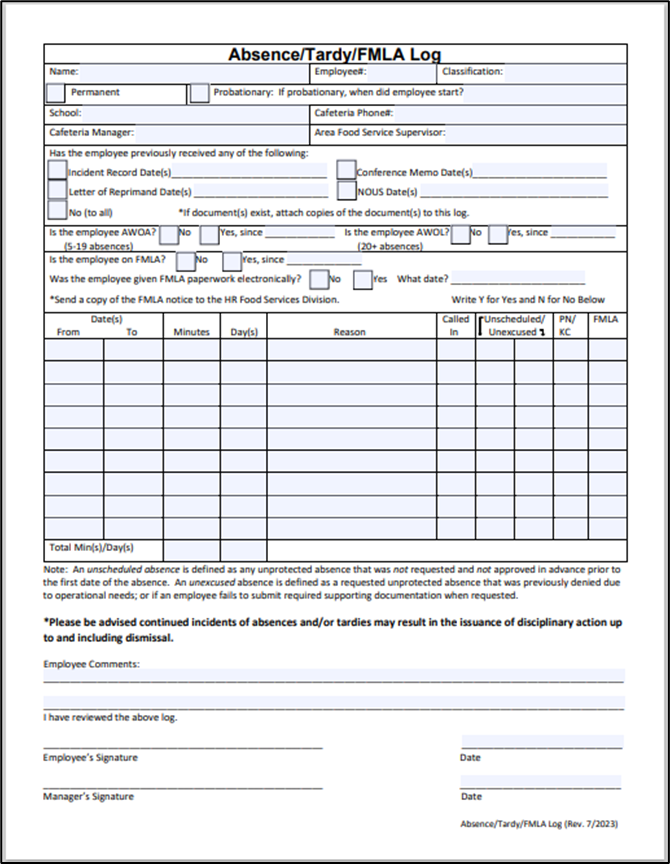 Absence/Tardy/FMLA Log
Name: Employee#: Classification:
Permanent Probationary: If probationary, when did employee start?
School: Cafeteria Phone#:
Cafeteria Manager: Area Food Service Supervisor:
Has the employee previously received any of the following:
Incident Record Date(s) Conference Memo Date(s)
Letter of Reprimand Date(s) NOUS Date(s)
No (to all) *If document(s) exist, attach copies of the document(s) to this log.
Is the employee AWOA? No Yes, since Is the employee AWOL? No Yes, since
(5-19 absences) (20+ absences)
Is the employee on FMLA? No Yes, since
Was the employee given FMLA paperwork electronically? No Yes What date?
*Send a copy of the FMLA notice to the HR Food Services Division. Write Y for Yes and N for No Below
Date(s) Called Unscheduled/ PN/ FMLA
From To Minutes Day(s) Reason In Unexcused KC
Total Min(s)/Day(s)
Note: An unscheduled absence is defined as any unprotected absence that was not requested and not approved in advance prior to
the first date of the absence. An unexcused absence is defined as a requested unprotected absence that was previously denied due
to operational needs; or if an employee fails to submit required supporting documentation when requested.
*Please be advised continued incidents of absences and/or tardies may result in the issuance of disciplinary action up
to and including dismissal.
Employee Comments:
I have reviewed the above log.
Employee's Signature Date
Manager's Signature Date
Absence/Tardy/FMLA Log (Rev. 7/2023)